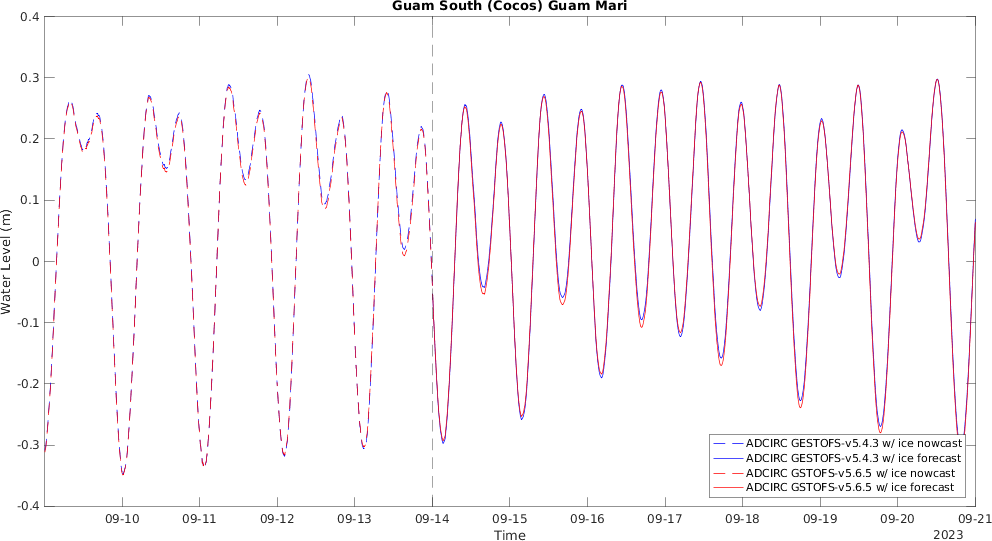 Guam South (Cocos) Guam Mari
0.4
0.3
0.2
0.1
0
-0.1
-0.2
-0.3
-0.4
Water Level (m)
ADCIRC GESTOFS-v5.4.3 w/ ice nowcast
ADCIRC GESTOFS-v5.4.3 w/ ice forecast
ADCIRC GSTOFS-v5.6.5 w/ ice nowcast
ADCIRC GSTOFS-v5.6.5 w/ ice forecast
09-10 09-11 09-12 09-13 09-14 09-15 09-16 09-17 09-18 09-19 09-20 09-21
Time
2023